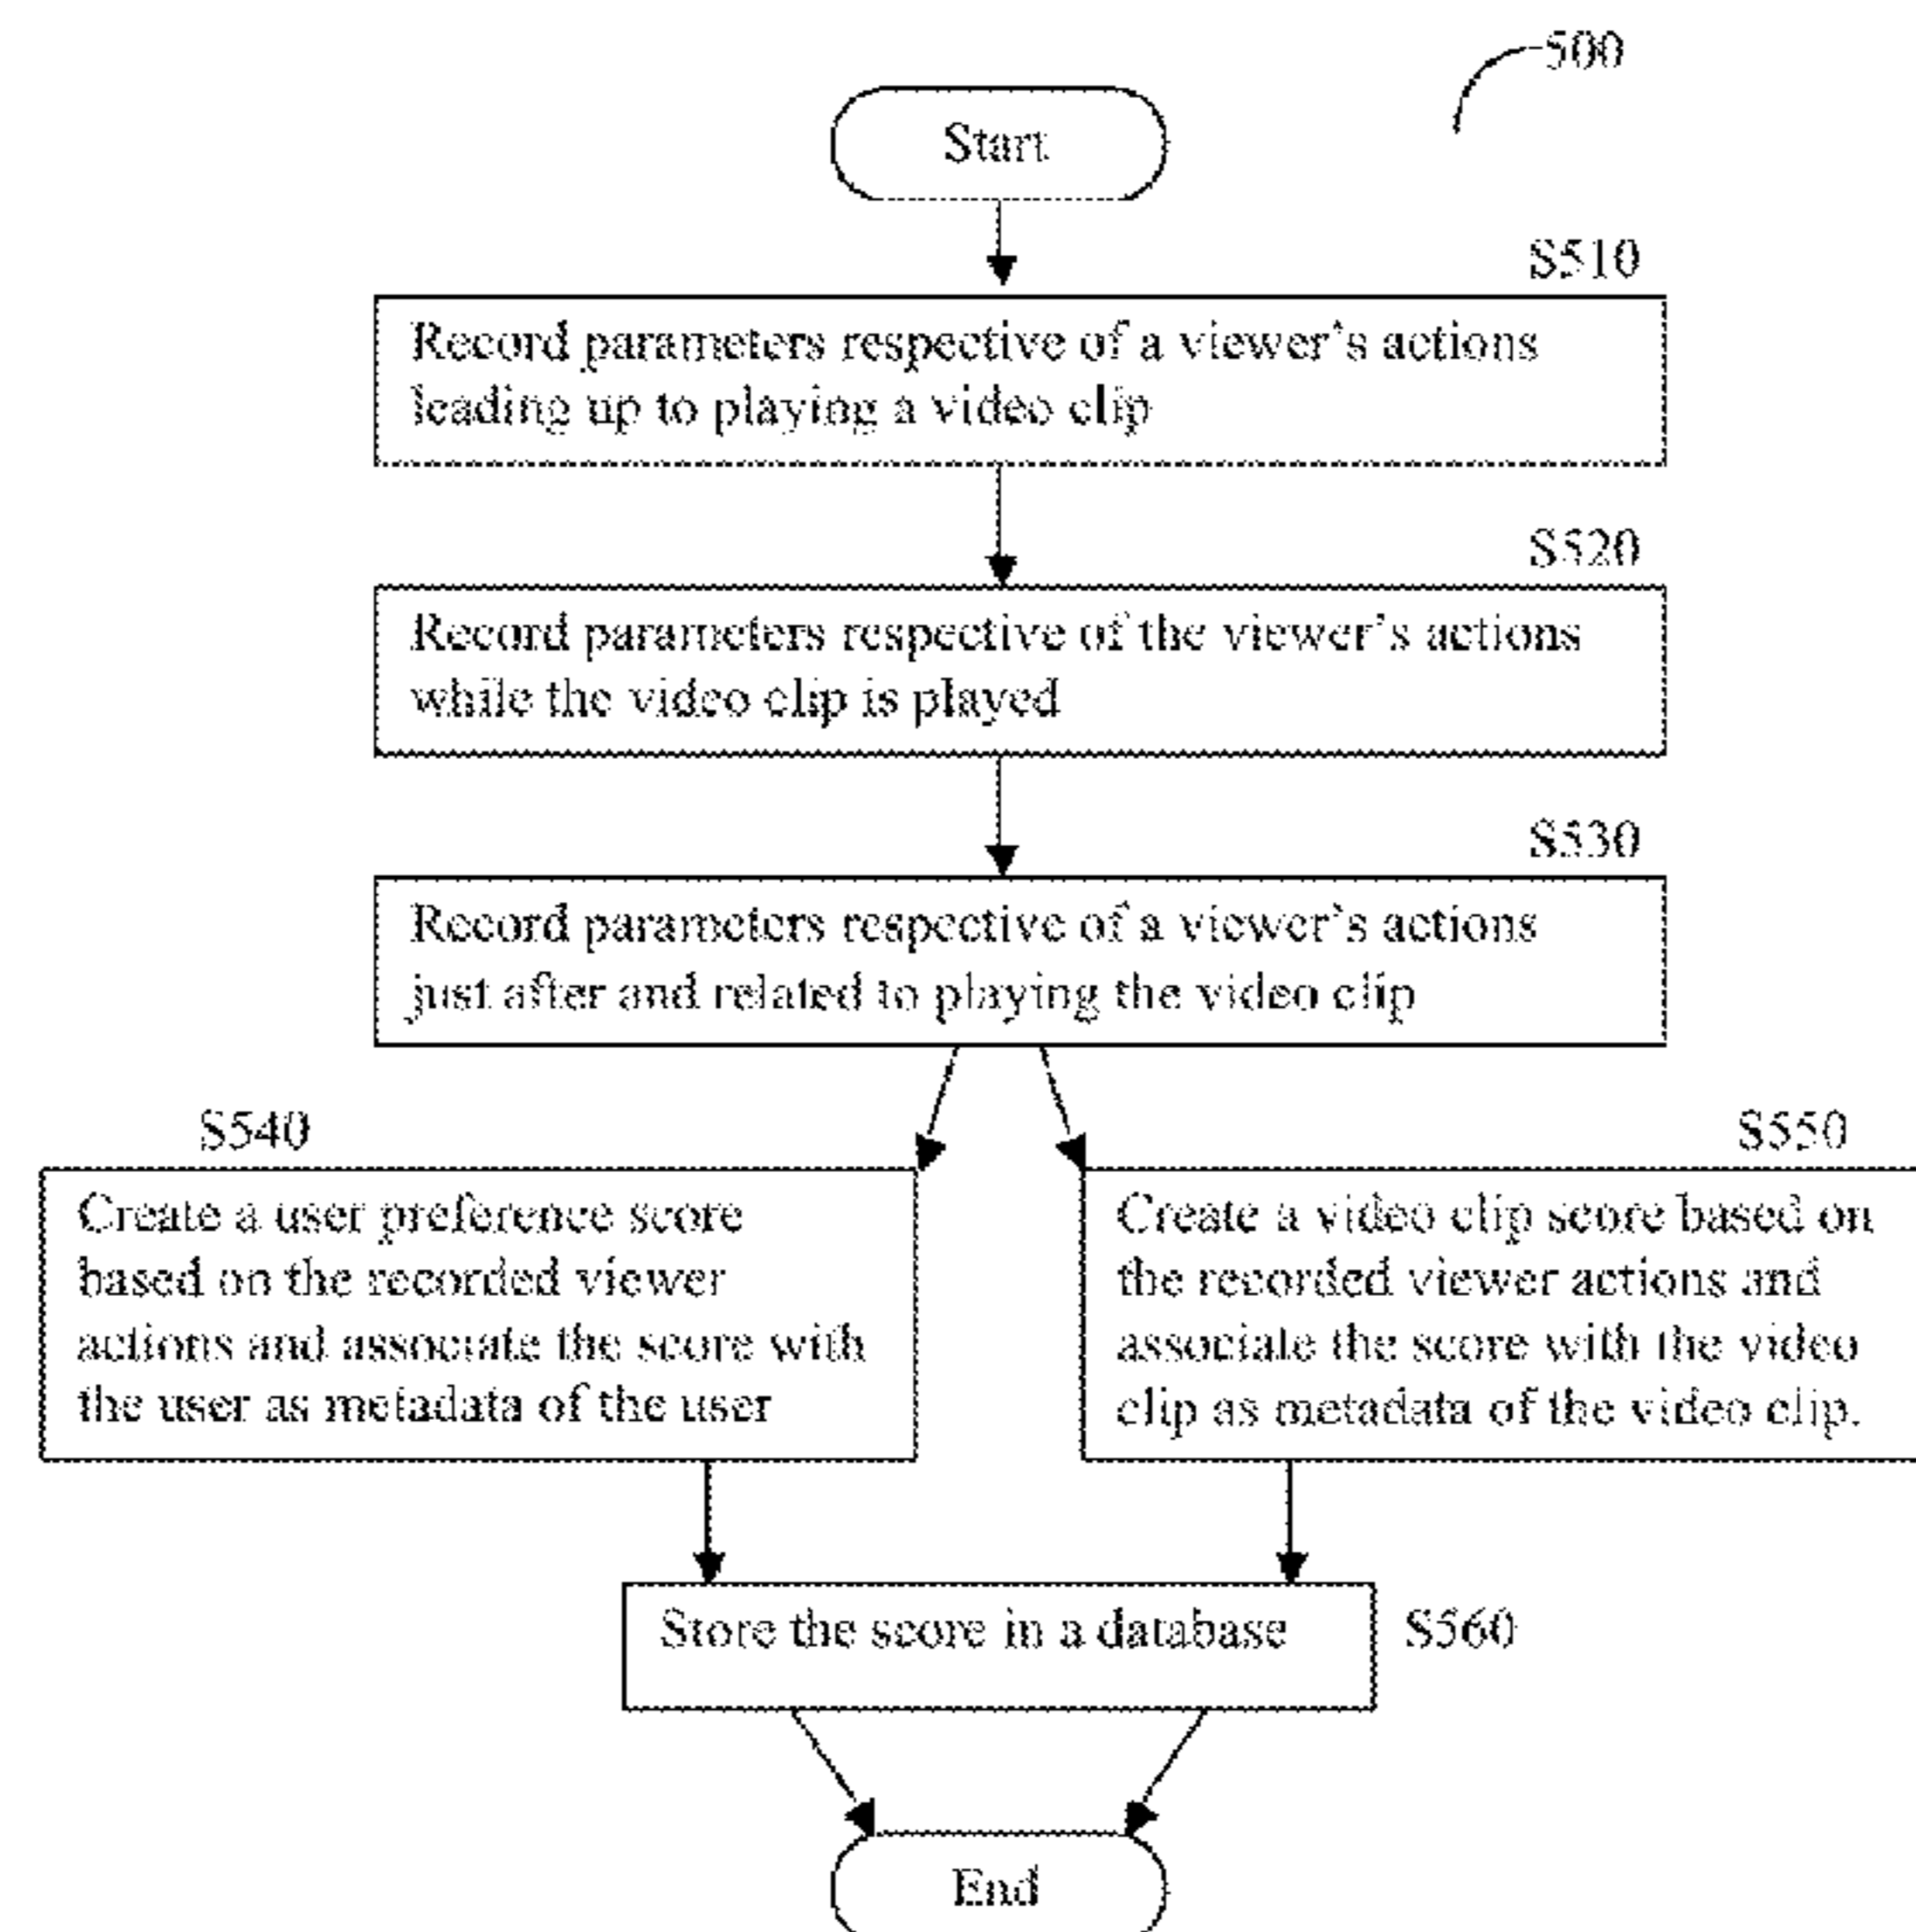 500
Start
S510
Record parameters respective of a viewer's actions
leading up to playing a video clip
S520
Record parameters respective of the viewer's actions
while the video clip is played
S530
Record parameters respective of a viewer's actions
just after and related to playing the video clip
S540
Create a user preference score
based on the recorded viewer
actions and associate the score with
the user as metadata of the user
S550
Create a video clip score based on
the recorded viewer actions and
associate the score with the video
clip as metadata of the video clip.
Store the score in a database
S560
End